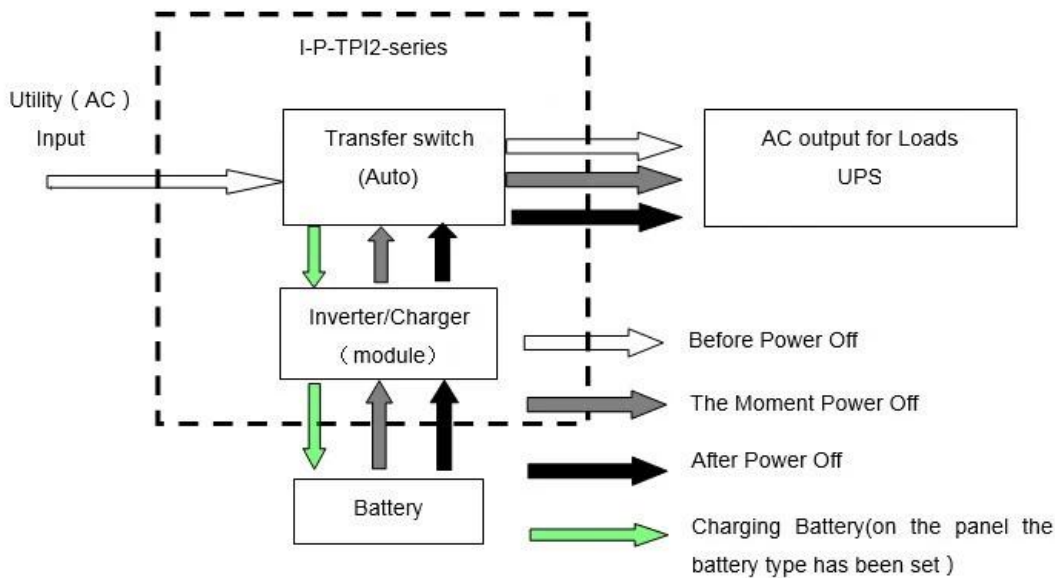 I-P-TPI2-series
Utility（AC）
Input
Transfer switch
(Auto)
AC output for Loads
UPS
Inverter/Charger
（module）
Before Power Off
The Moment Power Off
After Power Off
Battery
Charging Battery(on the panel the
battery type has been set）